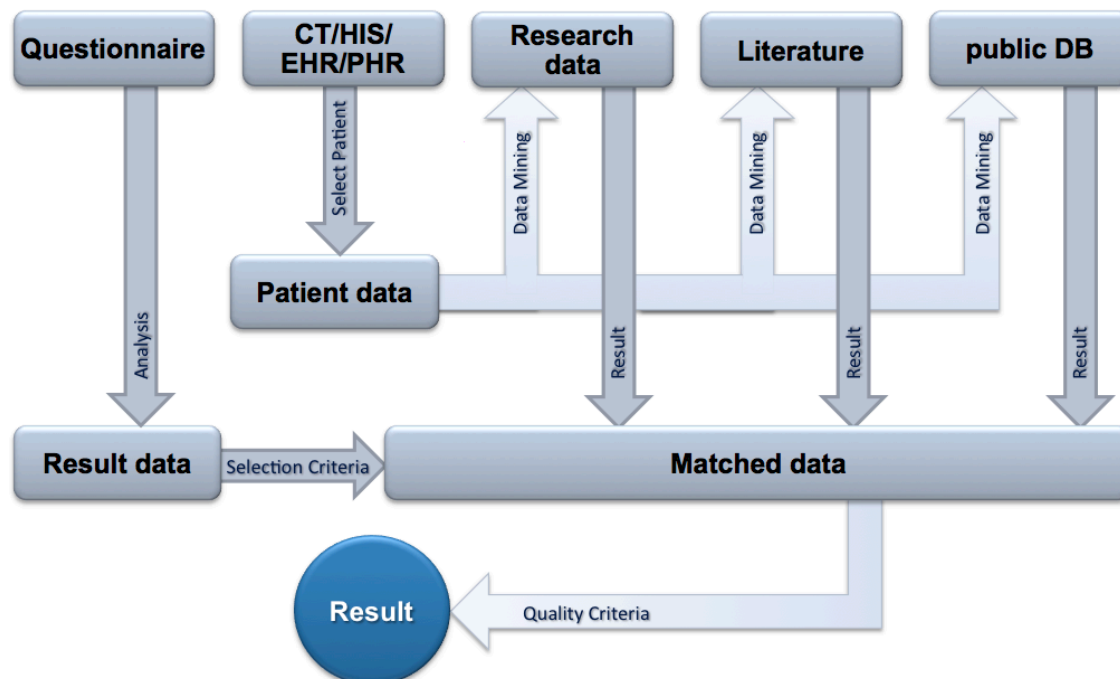 Questionnaire
CT/HIS/
EHR/PHR
Research
data
Literature
public DB
Select Patient
Data Mining
Data Mining
Data Mining
Patient data
Analysis
Result
Result
Result
Result data
Selection Criteria
Matched data
Result
Quality Criteria